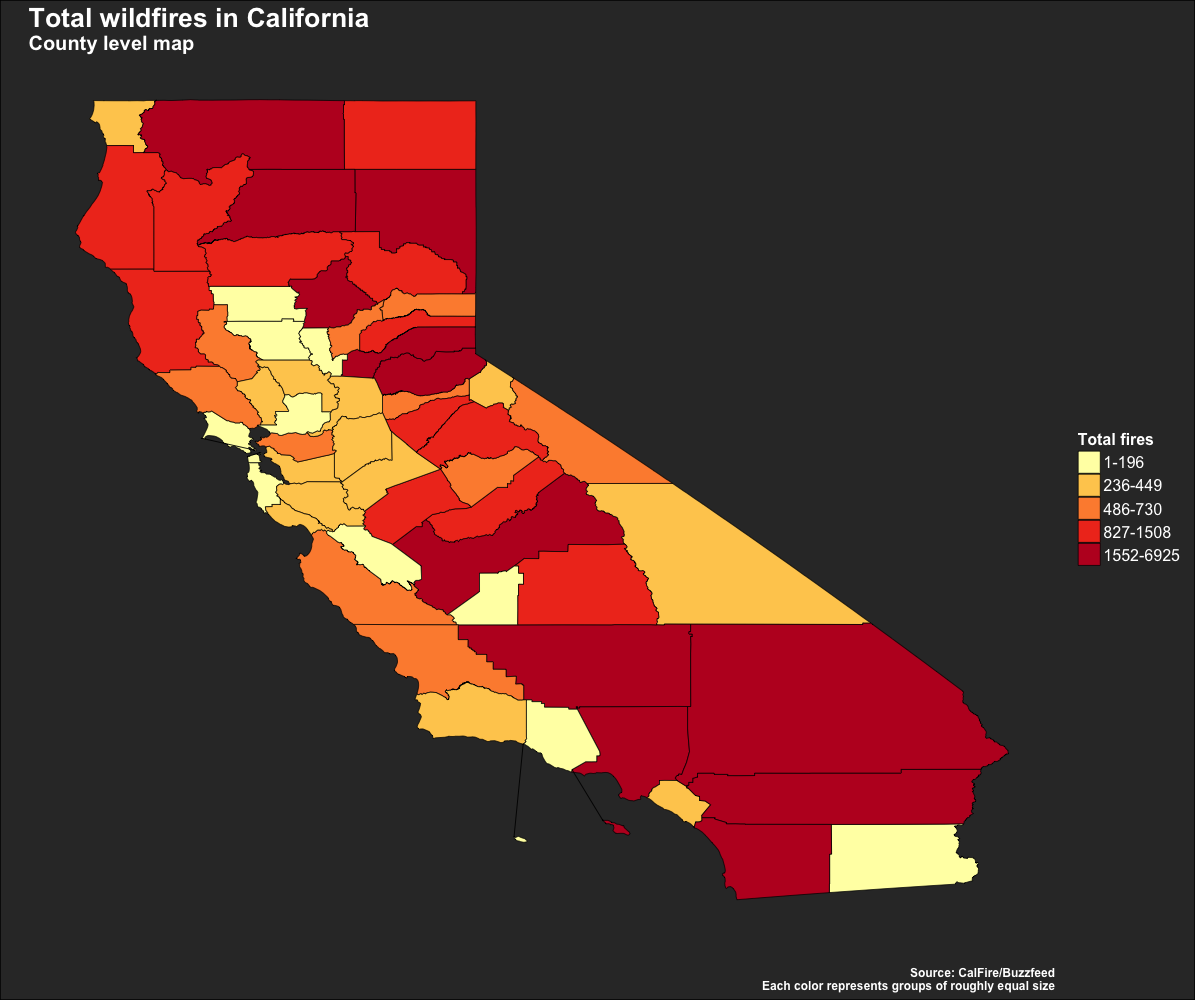 Total wildfires in California
County level map
Total fires
1-196
236-449
486-730
827-1508
1552-6925
Source: CalFire/Buzzfeed
Each color represents groups of roughly equal size